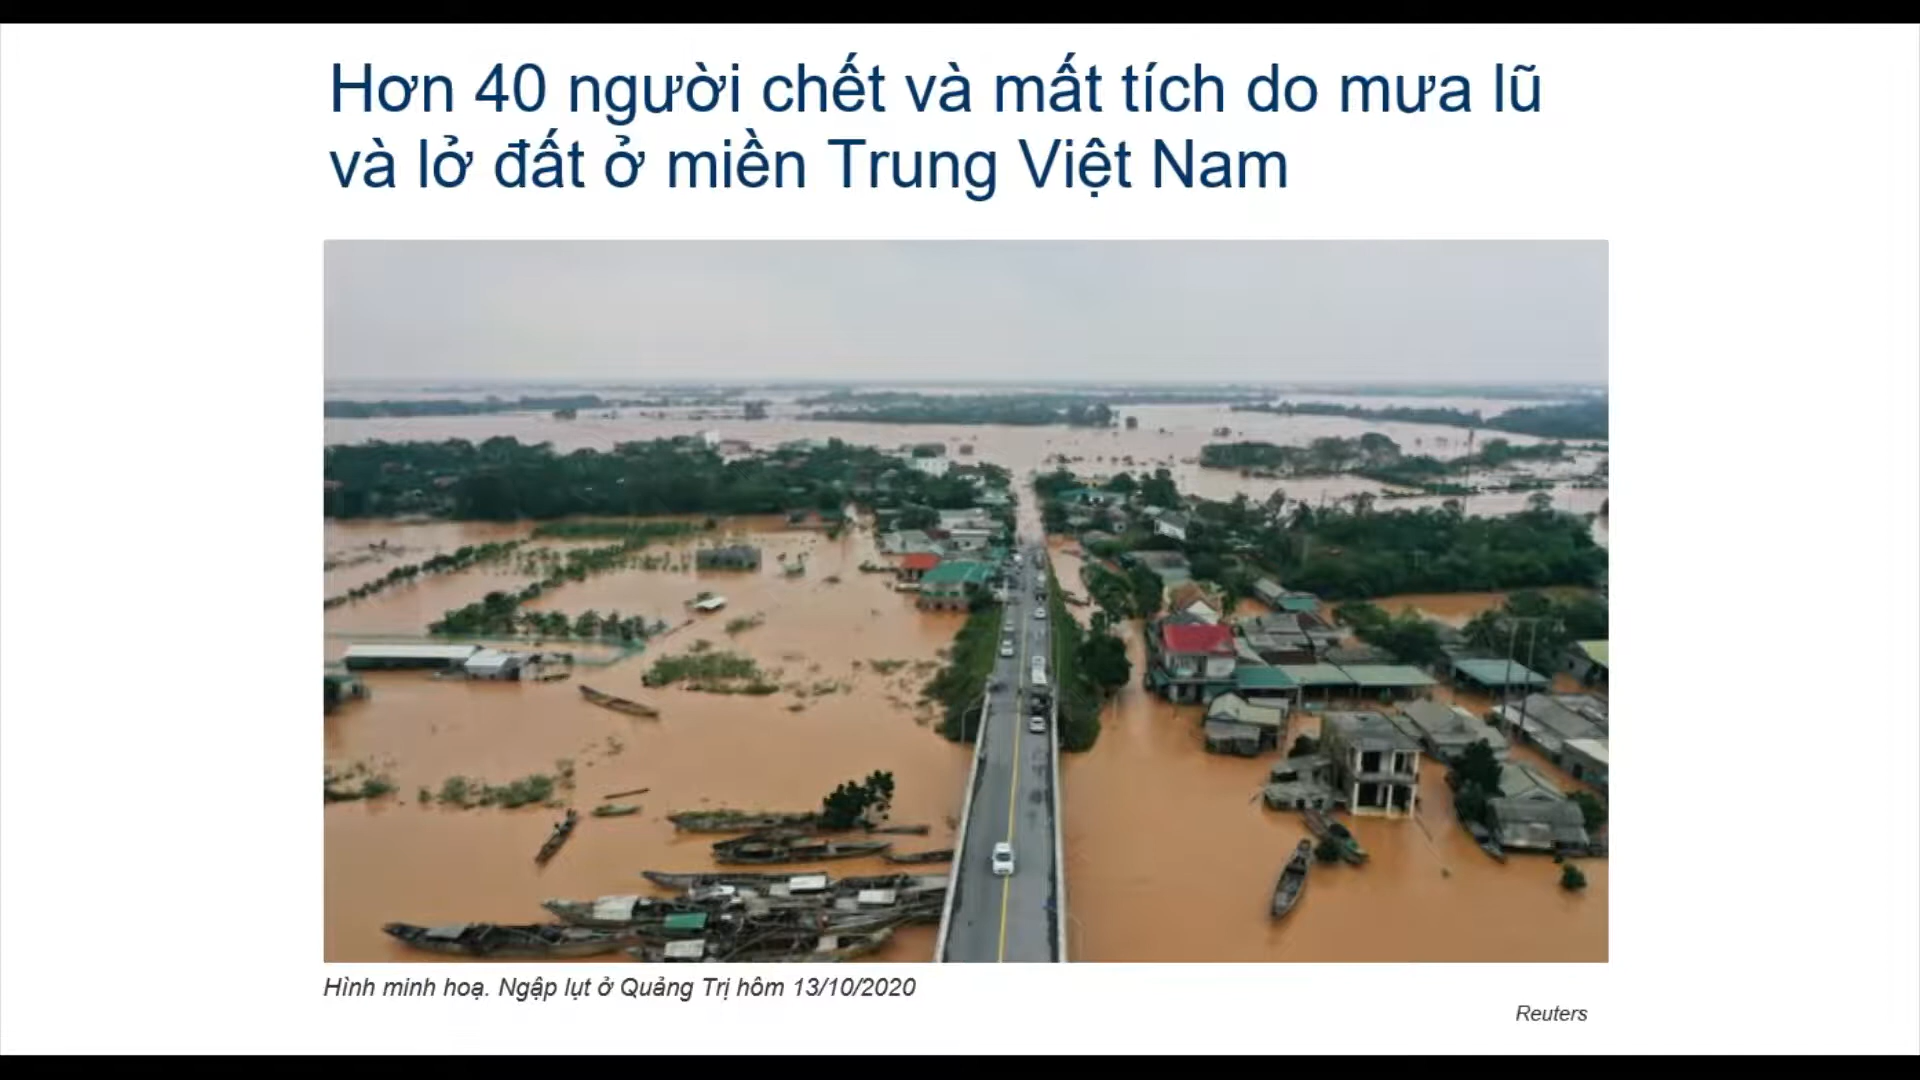 Hơn 40 người chết và mất tích do mưa lũ
và lở đất ở miền Trung Việt Nam
Hình minh hoạ. Ngập lụt ở Quảng Trị hôm 13/10/2020
Reuters